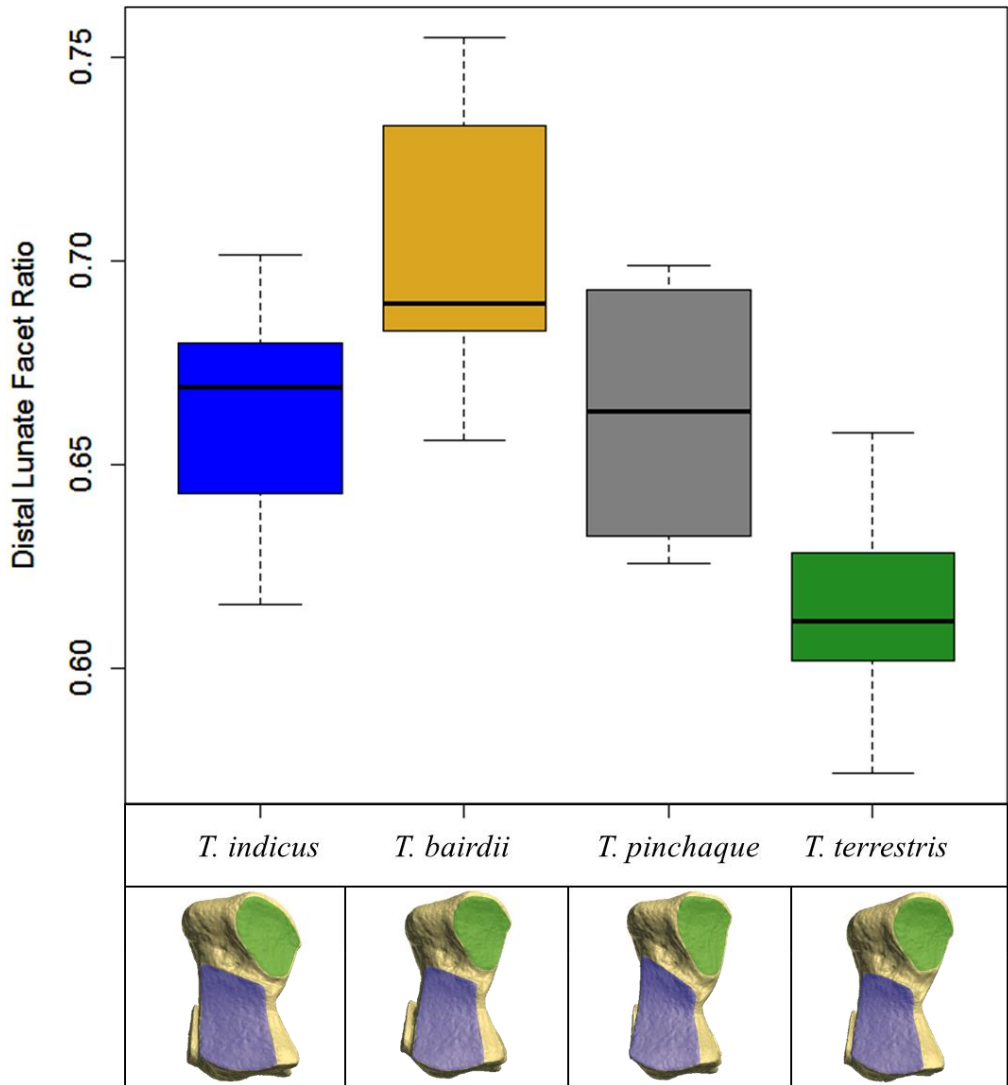 Distal Lunate Facet Ratio
0.75
0.70
0.65
0.60
T. indicus T. bairdii T. pinchaque T. terrestris